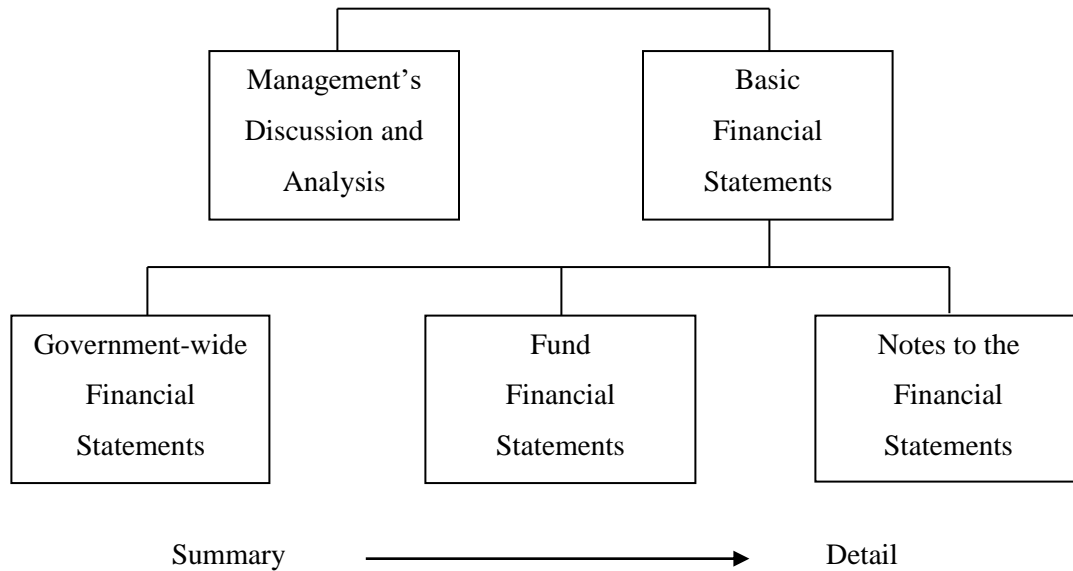 Management’s
Discussion and
Analysis
Basic
Financial
Statements
Government-wide
Financial
Statements
Fund
Financial
Statements
Notes to the
Financial
Statements
Summary
Detail